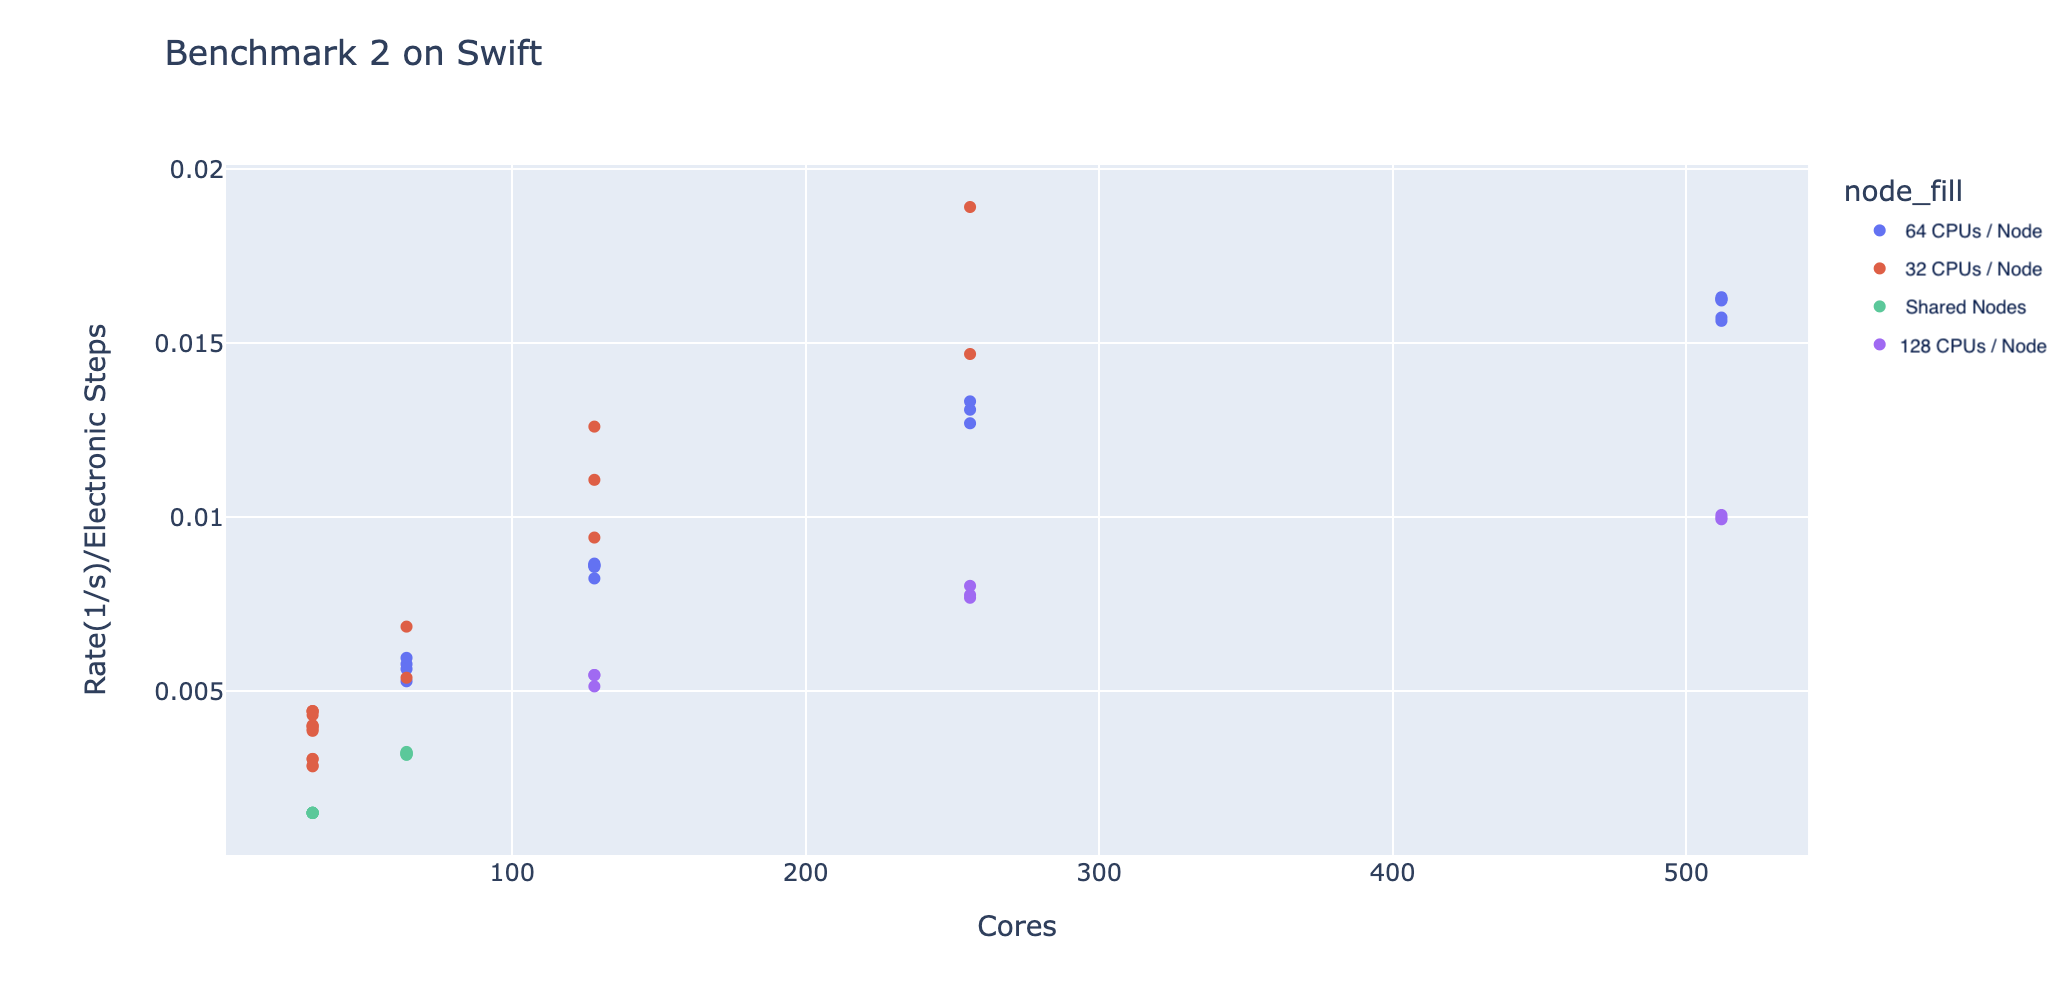 Benchmark 2 on Swift
0.02
0.015
0.01
0.005
Rate(1/s)/Electronic Steps
100 200 300 400 500
Cores
node_fill
64 CPUs / Node
32 CPUs / Node
Shared Nodes
128 CPUs / Node